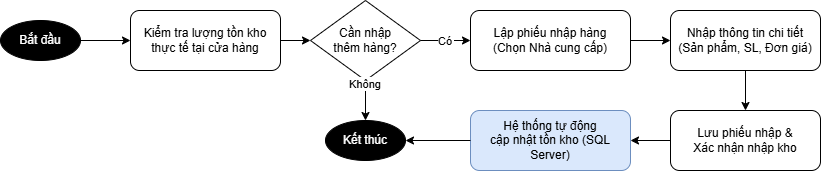 Bắt đầu
Kiểm tra lượng tồn kho
thực tế tại cửa hàng
Cần nhập
thêm hàng?
Có
Lập phiếu nhập hàng
(Chọn Nhà cung cấp)
Nhập thông tin chi tiết
(Sản phẩm, SL, Đơn giá)
Không
Kết thúc
Hệ thống tự động
cập nhật tồn kho (SQL
Server)
Lưu phiếu nhập &
Xác nhận nhập kho